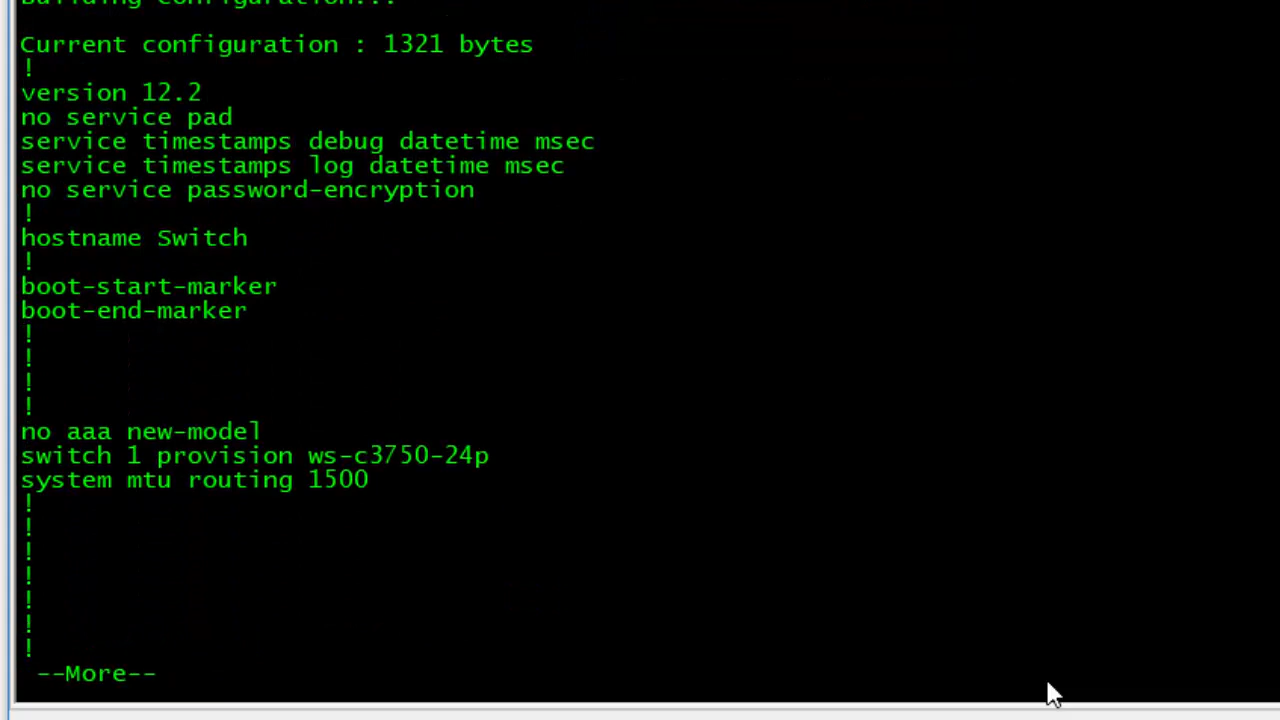 Building configuration...
Current configuration : 1321 bytes
!
version 12.2
no service pad
service timestamps debug datetime msec
service timestamps log datetime msec
no service password-encryption
!
hostname Switch
!
boot-start-marker
boot-end-marker
!
!
!
!
no aaa new-model
switch 1 provision ws-c3750-24p
system mtu routing 1500
!
!
!
!
!
!
!
--More--